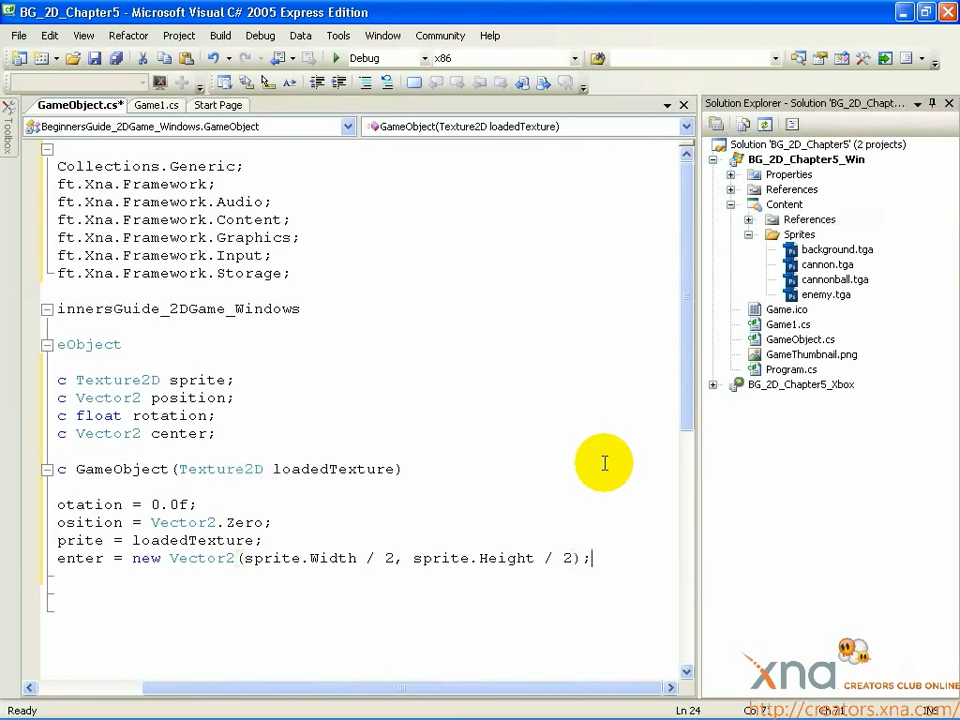 BG_2D_Chapter5 - Microsoft Visual C# 2005 Express Edition
File Edit View Refactor Project Build Debug Data Tools Window Community Help
Debug x86
GameObject.cs* Game1.cs Start Page
Solution Explorer - Solution 'BG_2D_Chapt...
Toolbox
BeginnersGuide_2DGame_Windows.GameObject GameObject(Texture2D loadedTexture)
Collections.Generic;
ft.Xna.Framework;
ft.Xna.Framework.Audio;
ft.Xna.Framework.Content;
ft.Xna.Framework.Graphics;
ft.Xna.Framework.Input;
ft.Xna.Framework.Storage;
innersGuide_2DGame_Windows
eObject
c Texture2D sprite;
c Vector2 position;
c float rotation;
c Vector2 center;
c GameObject(Texture2D loadedTexture)
otation = 0.0f;
osition = Vector2.Zero;
prite = loadedTexture;
enter = new Vector2(sprite.Width / 2, sprite.Height / 2);
Solution 'BG_2D_Chapter5' (2 projects)
BG_2D_Chapter5_Win
Properties
References
Content
References
Sprites
background.tga
cannon.tga
cannonball.tga
enemy.tga
Game.ico
Game1.cs
GameObject.cs
GameThumbnail.png
Program.cs
BG_2D_Chapter5_Xbox
xna CREATORS CLUB ONLINE
http://creators.xna.com/
Ready Ln 24